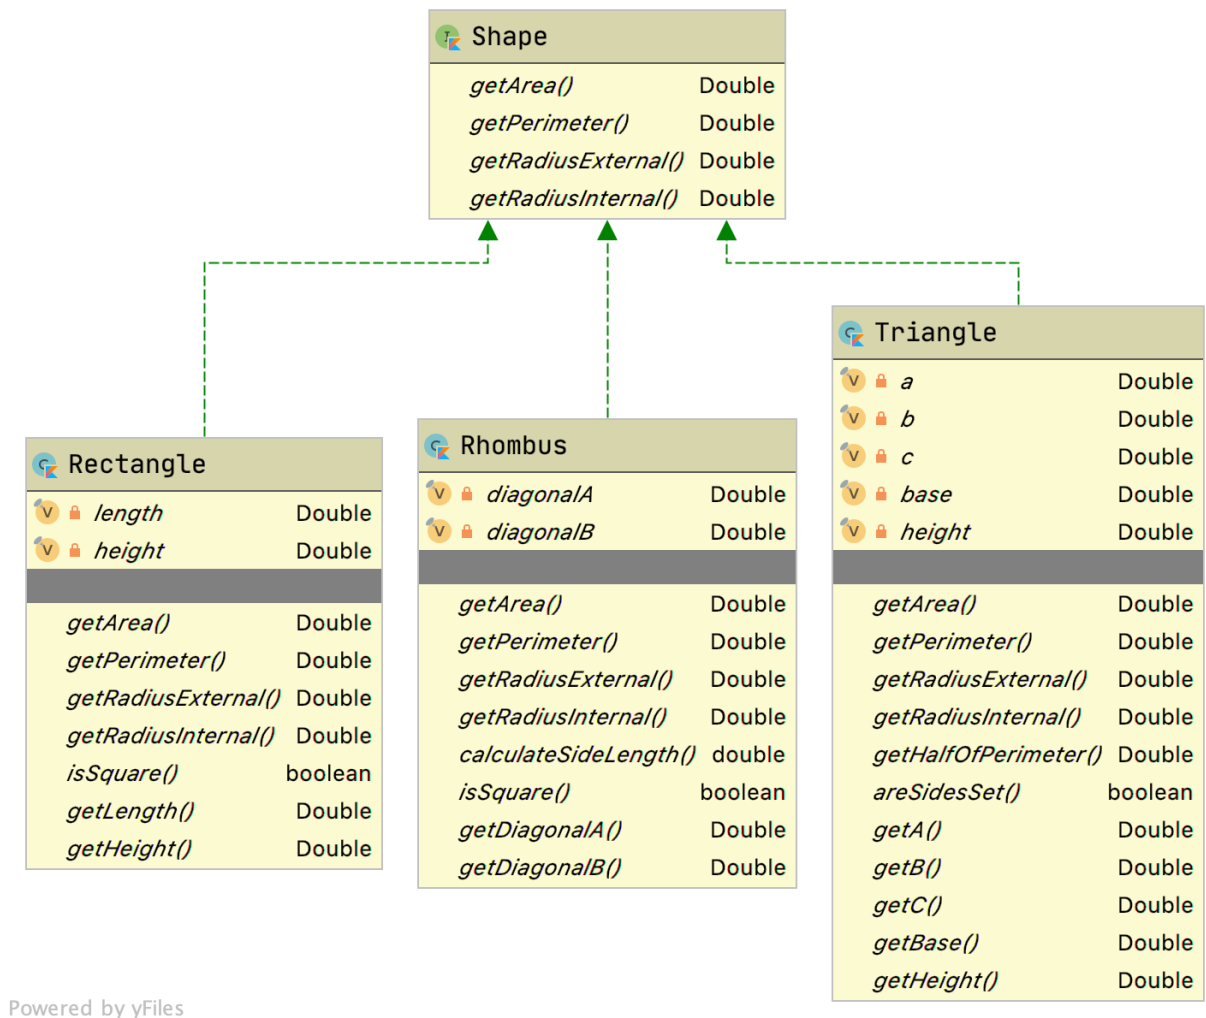 Shape
getArea() Double
getPerimeter() Double
getRadiusExternal() Double
getRadiusInternal() Double
Rectangle
length Double
height Double
getArea() Double
getPerimeter() Double
getRadiusExternal() Double
getRadiusInternal() Double
isSquare() boolean
getLength() Double
getHeight() Double
Rhombus
diagonalA Double
diagonalB Double
getArea() Double
getPerimeter() Double
getRadiusExternal() Double
getRadiusInternal() Double
calculateSideLength() double
isSquare() boolean
getDiagonalA() Double
getDiagonalB() Double
Triangle
a Double
b Double
c Double
base Double
height Double
getArea() Double
getPerimeter() Double
getRadiusExternal() Double
getRadiusInternal() Double
getHalfOfPerimeter() Double
areSidesSet() boolean
getA() Double
getB() Double
getC() Double
getBase() Double
getHeight() Double
Powered by yFiles